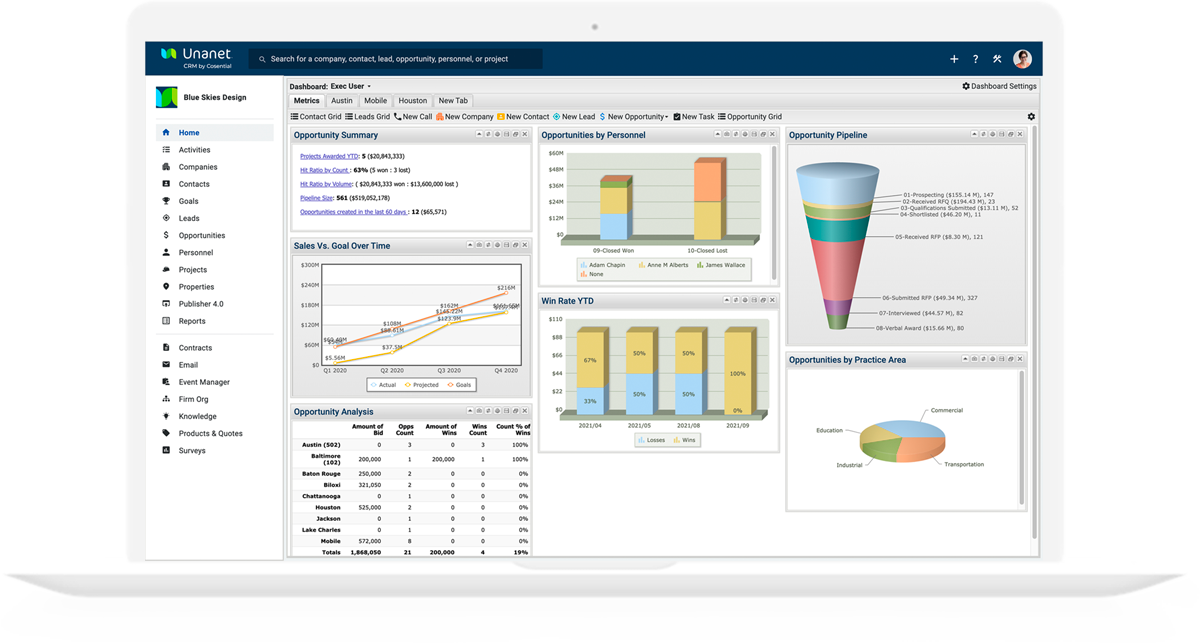 Unanet
CRM by Cosential
Search for a company, contact, lead, opportunity, personnel, or project
Blue Skies Design
Home
Activities
Companies
Contacts
Goals
Leads
Opportunities
Personnel
Projects
Properties
Publisher 4.0
Reports
Contracts
Email
Event Manager
Firm Org
Knowledge
Products & Quotes
Surveys
Dashboard: Exec User
Dashboard Settings
Metrics Austin Mobile Houston New Tab
Contact Grid Leads Grid New Call New Company New Contact New Lead $ New Opportunity New Task Opportunity Grid
Opportunity Summary
Projects Awarded YTD: 5 ($20,843,333)
Hit Ratio by Count : 63% (5 won : 3 lost)
Hit Ratio by Volume: ( $20,843,333 won : $13,600,000 lost )
Pipeline Size: 561 ($519,052,178)
Opportunities created in the last 60 days : 12 ($65,571)
Sales Vs. Goal Over Time
$300M
$240M
$180M
$120M
$60M
$0
$5.56M
$108M
$37.5M
$162M
$145.22M
$123.9M
$216M
Q1 2020 Q2 2020 Q3 2020 Q4 2020
Actual Projected Goals
Opportunity Analysis
Amount of Bid Opps Count Amount of Wins Wins Count Count % of Wins
Austin (502) 0 3 0 3 100%
Baltimore (102) 200,000 1 200,000 1 100%
Baton Rouge 250,000 2 0 0 0%
Biloxi 321,050 2 0 0 0%
Chattanooga 0 1 0 0 0%
Houston 525,000 2 0 0 0%
Jackson 0 1 0 0 0%
Lake Charles 0 1 0 0 0%
Mobile 572,000 8 0 0 0%
Totals 1,868,050 21 200,000 4 19%
Opportunities by Personnel
$60M
$48M
$36M
$24M
$12M
$0
09-Closed Won 10-Closed Lost
Adam Chapin Anne M Alberts James Wallace
None
Win Rate YTD
$110
$88
$66
$44
$22
$0
67% 50% 50% 100%
33% 50% 50% 0%
2021/04 2021/05 2021/08 2021/09
Losses Wins
Opportunity Pipeline
01-Prospecting ($155.14 M), 147
02-Received RFQ ($194.43 M), 23
03-Qualifications Submitted ($13.11 M), 52
04-Shortlisted ($46.20 M), 11
05-Received RFP ($8.30 M), 121
06-Submitted RFP ($49.34 M), 327
07-Interviewed ($44.57 M), 82
08-Verbal Award ($15.66 M), 80
Opportunities by Practice Area
Commercial
Education
Industrial
Transportation